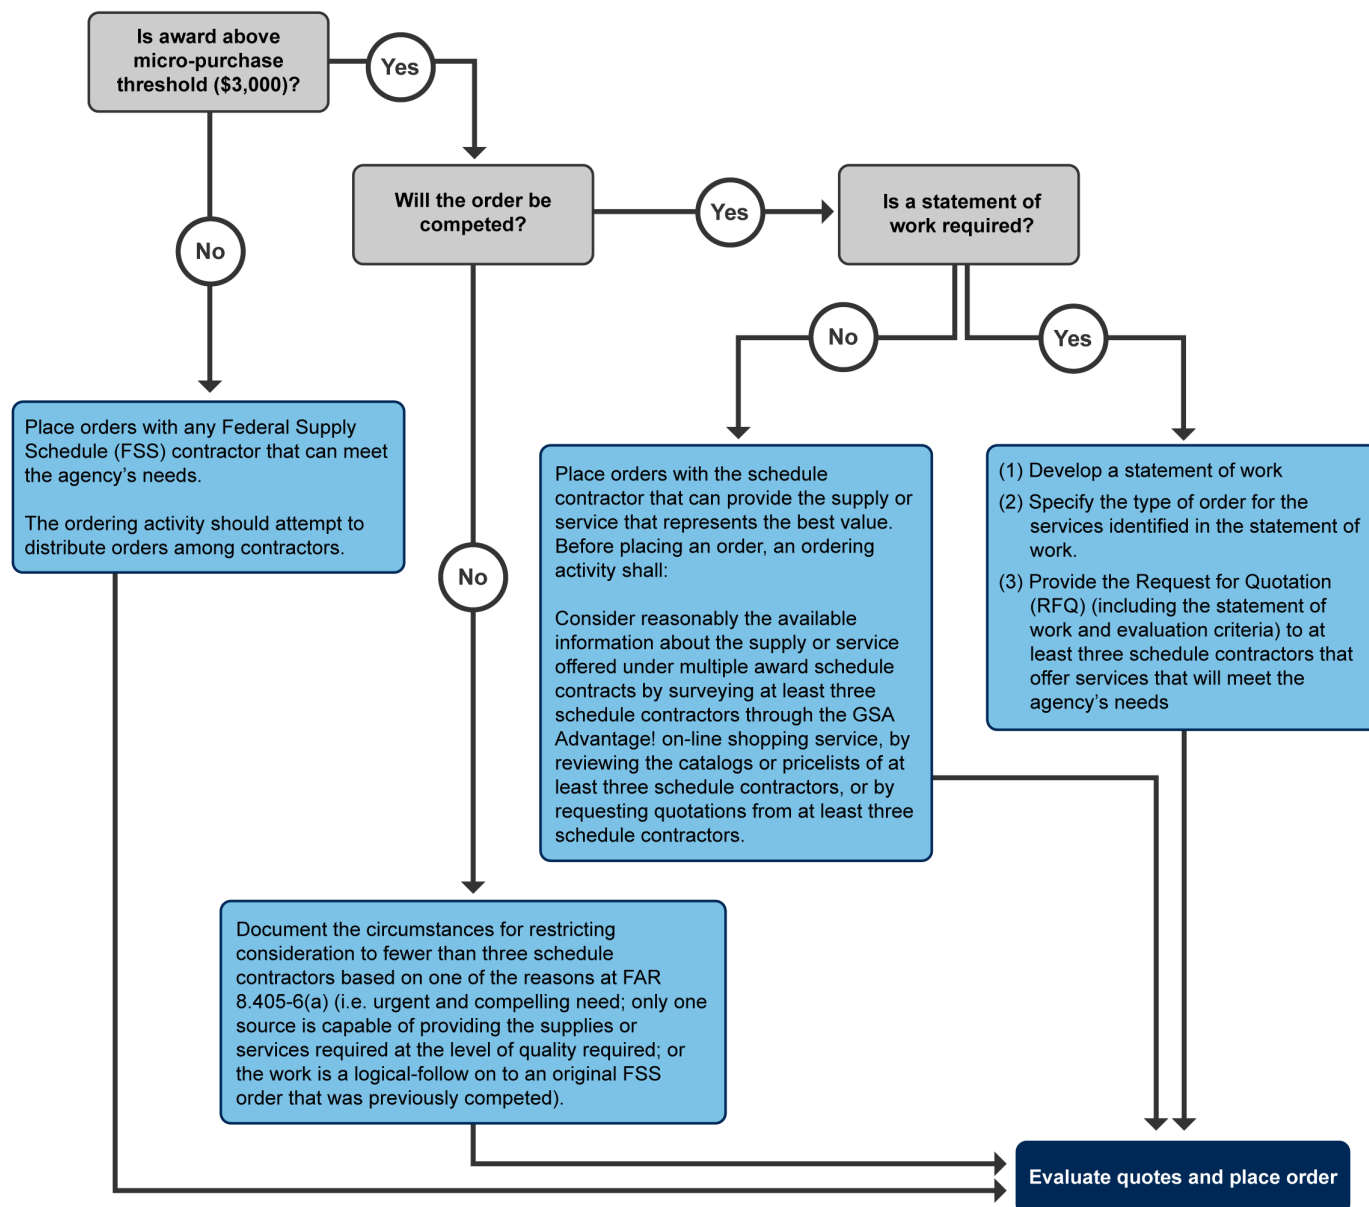 Is award above
micro-purchase
threshold ($3,000)?
Yes
Will the order be
competed?
Yes
Is a statement of
work required?
No
No
Yes
Place orders with any Federal Supply
Schedule (FSS) contractor that can meet
the agency's needs.
The ordering activity should attempt to
distribute orders among contractors.
No
Place orders with the schedule
contractor that can provide the supply or
service that represents the best value.
Before placing an order, an ordering
activity shall:
Consider reasonably the available
information about the supply or service
offered under multiple award schedule
contracts by surveying at least three
schedule contractors through the GSA
Advantage! on-line shopping service, by
reviewing the catalogs or pricelists of at
least three schedule contractors, or by
requesting quotations from at least three
schedule contractors.
(1) Develop a statement of work
(2) Specify the type of order for the
services identified in the statement of
work.
(3) Provide the Request for Quotation
(RFQ) (including the statement of
work and evaluation criteria) to at
least three schedule contractors that
offer services that will meet the
agency's needs
Document the circumstances for restricting
consideration to fewer than three schedule
contractors based on one of the reasons at FAR
8.405-6(a) (i.e. urgent and compelling need; only one
source is capable of providing the supplies or
services required at the level of quality required; or
the work is a logical-follow on to an original FSS
order that was previously competed).
Evaluate quotes and place order